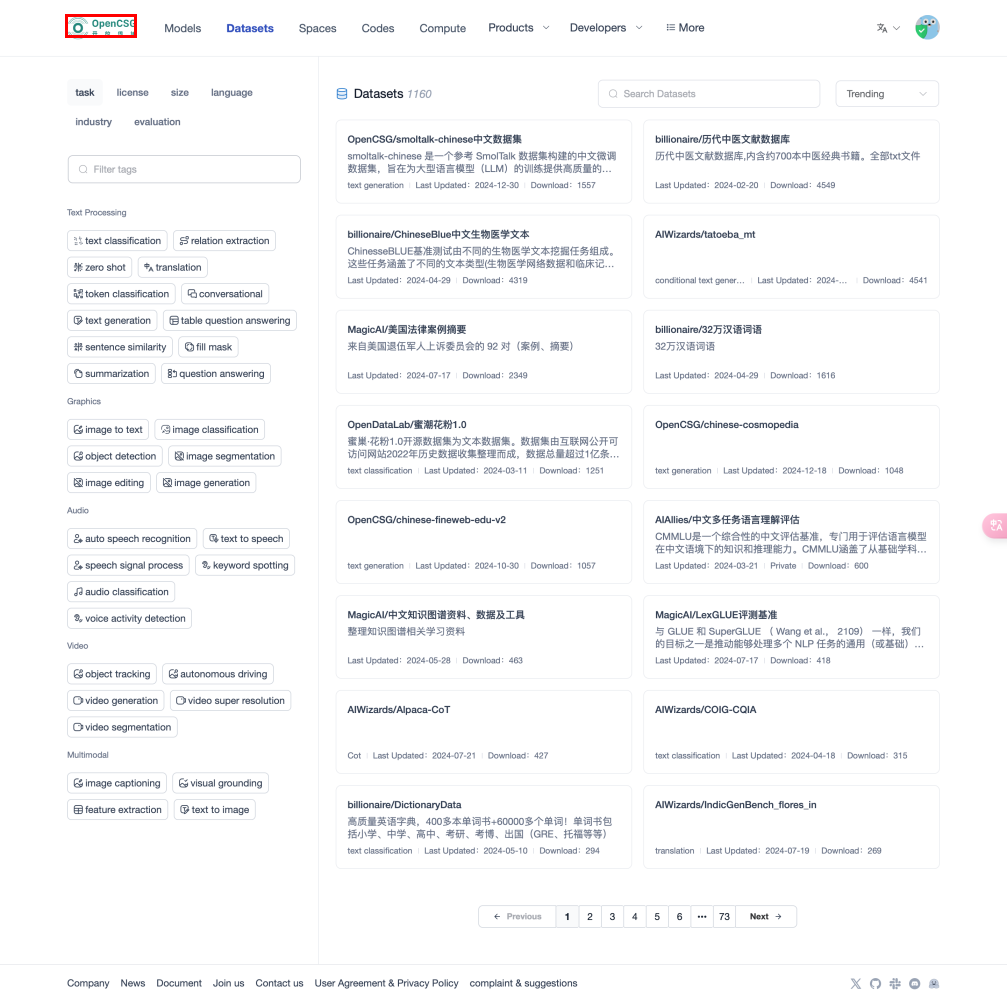 OpenCSG
开放传神
Models
Datasets
Spaces
Codes
Compute
Products
Developers
More
task
license
size
language
industry
evaluation
Filter tags
Text Processing
text classification
relation extraction
zero shot
translation
token classification
conversational
text generation
table question answering
sentence similarity
fill mask
summarization
question answering
Graphics
image to text
image classification
object detection
image segmentation
image editing
image generation
Audio
auto speech recognition
text to speech
speech signal process
keyword spotting
audio classification
voice activity detection
Video
object tracking
autonomous driving
video generation
video super resolution
video segmentation
Multimodal
image captioning
visual grounding
feature extraction
text to image
Datasets 1160
Search Datasets
Trending
OpenCSG/smoltalk-chinese中文数据集
smoltalk-chinese 是一个参考 SmolTalk 数据集构建的中文微调
数据集，旨在为大型语言模型（LLM）的训练提供高质量的...
text generation Last Updated：2024-12-30 Download：1557
billionaire/历代中医文献数据库
历代中医文献数据库,内含约700本中医经典书籍。全部txt文件
Last Updated：2024-02-20 Download：4549
billionaire/ChineseBlue中文生物医学文本
ChinesseBLUE基准测试由不同的生物医学文本挖掘任务组成。
这些任务涵盖了不同的文本类型(生物医学网络数据和临床记...
Last Updated：2024-04-29 Download：4319
AIWizards/tatoeba_mt
conditional text gener... Last Updated：2024-... Download：4541
MagicAI/美国法律案例摘要
来自美国退伍军人上诉委员会的 92 对（案例、摘要）
Last Updated：2024-07-17 Download：2349
billionaire/32万汉语词语
32万汉语词语
Last Updated：2024-04-29 Download：1616
OpenDataLab/蜜潮花粉1.0
蜜巢·花粉1.0开源数据集为文本数据集。数据集由互联网公开可
访问网站2022年历史数据收集整理而成，数据总量超过1亿条...
text classification Last Updated：2024-03-11 Download：1251
OpenCSG/chinese-cosmopedia
text generation Last Updated：2024-12-18 Download：1048
OpenCSG/chinese-fineweb-edu-v2
text generation Last Updated：2024-10-30 Download：1057
AIAllies/中文多任务语言理解评估
CMMLU是一个综合性的中文评估基准，专门用于评估语言模型
在中文语境下的知识和推理能力。CMMLU涵盖了从基础学科...
Last Updated：2024-03-21 Private Download：600
MagicAI/中文知识图谱资料、数据及工具
整理知识图谱相关学习资料
Last Updated：2024-05-28 Download：463
MagicAI/LexGLUE评测基准
与 GLUE 和 SuperGLUE （ Wang et al.， 2109） 一样，我们
的目标之一是推动能够处理多个 NLP 任务的通用（或基础）...
Last Updated：2024-07-17 Download：418
AIWizards/Alpaca-CoT
Cot Last Updated：2024-07-21 Download：427
AIWizards/COIG-CQIA
text classification Last Updated：2024-04-18 Download：315
billionaire/DictionaryData
高质量英语字典，400多本单词书+60000多个单词！单词书包
括小学、中学、高中、考研、考博、出国（GRE、托福等等）
text classification Last Updated：2024-05-10 Download：294
AIWizards/IndicGenBench_flores_in
translation Last Updated：2024-07-19 Download：269
Previous 1 2 3 4 5 6 ••• 73 Next
Company News Document Join us Contact us User Agreement & Privacy Policy complaint & suggestions